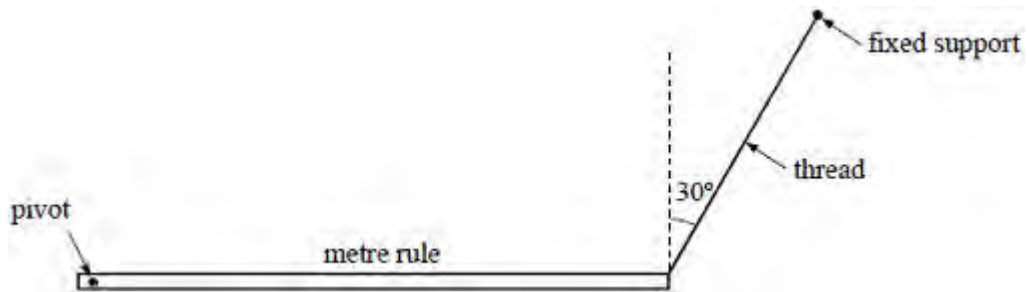 fixed support
thread
30°
pivot
metre rule